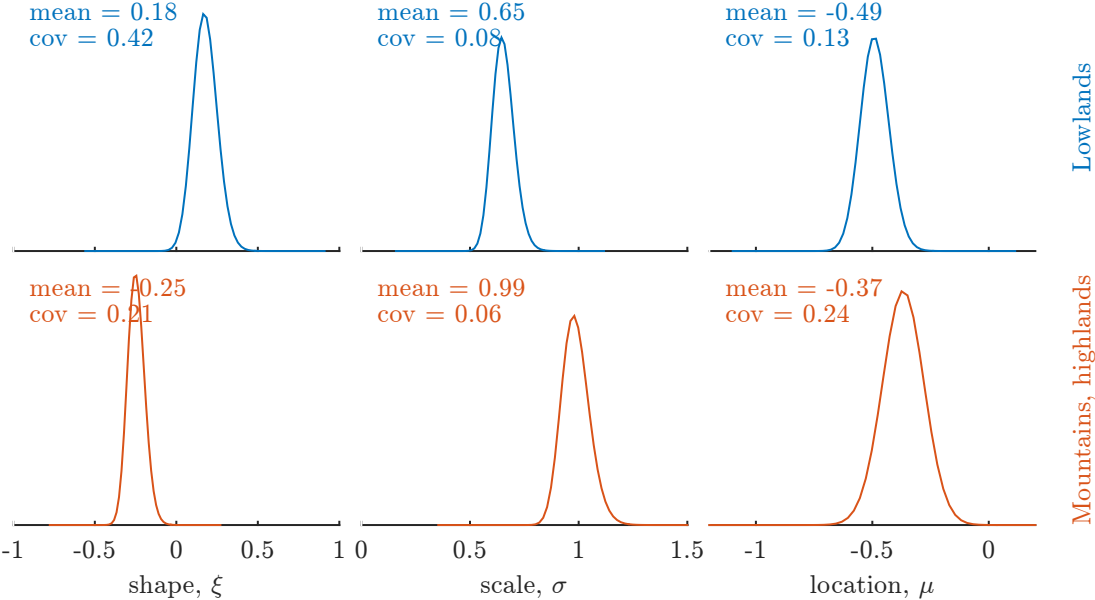 mean = 0.18
cov = 0.42
mean = 0.65
cov = 0.08
mean = -0.49
cov = 0.13
Lowlands
mean = -0.25
cov = 0.21
mean = 0.99
cov = 0.06
mean = -0.37
cov = 0.24
Mountains, highlands
-1 -0.5 0 0.5 1
0 0.5 1 1.5
-1 -0.5 0
shape, ξ
scale, σ
location, μ